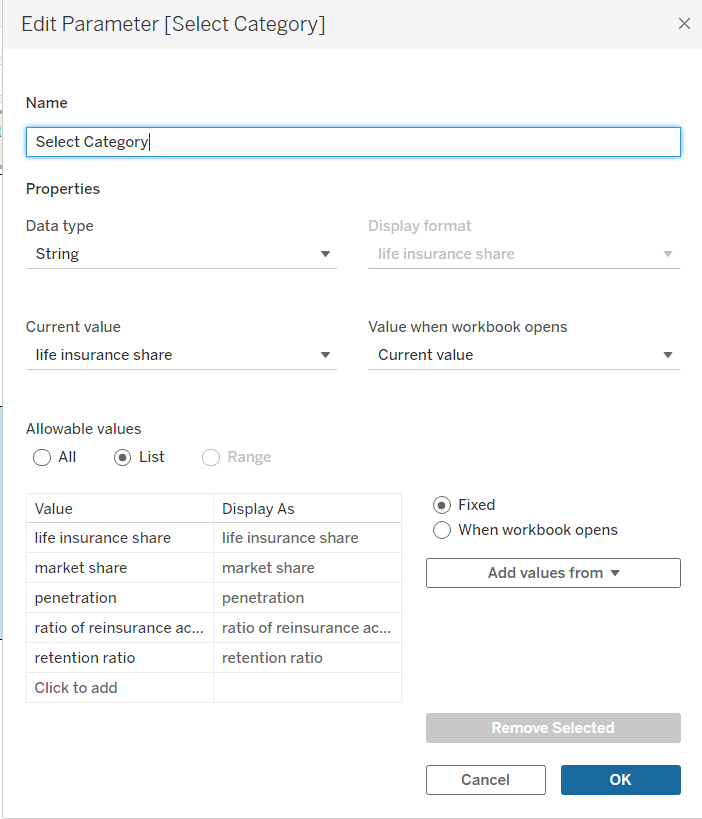 Edit Parameter [Select Category]
Name
Select Category
Properties
Data type
Display format
String
life insurance share
Current value
Value when workbook opens
life insurance share
Current value
Allowable values
All
List
Range
Value
Display As
Fixed
life insurance share
life insurance share
When workbook opens
market share
market share
Add values from
penetration
penetration
ratio of reinsurance ac...
ratio of reinsurance ac...
retention ratio
retention ratio
Click to add
Remove Selected
Cancel
OK